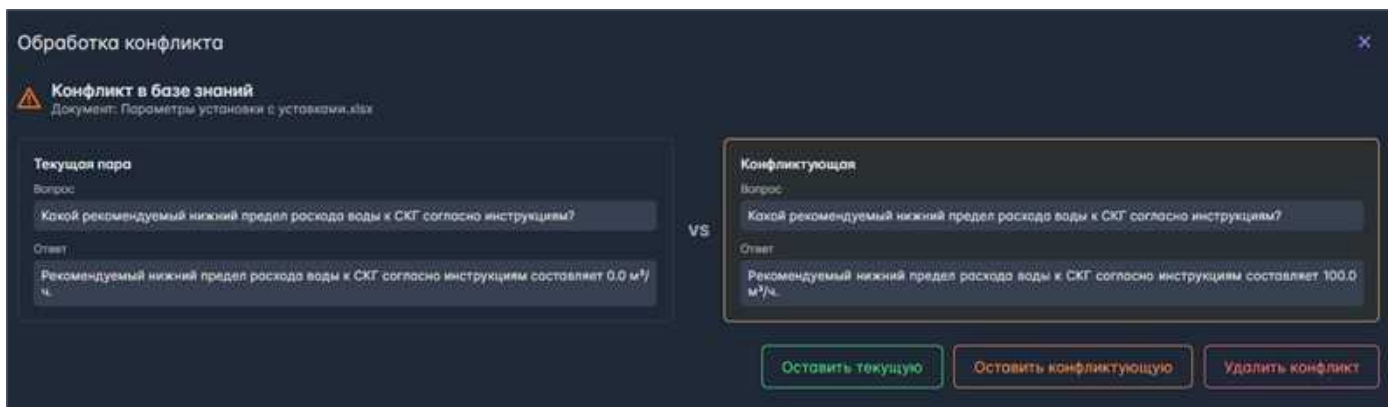 Обработка конфликта
Конфликт в базе знаний
Документ: Параметры установки с уставками.xlsx
Текущая пара
Вопрос
Какой рекомендуемый нижний предел расхода воды к СКГ согласно инструкциям?
Ответ
Рекомендуемый нижний предел расхода воды к СКГ согласно инструкциям составляет 0.0 м³/
ч.
VS
Конфликтующая
Вопрос
Какой рекомендуемый нижний предел расхода воды к СКГ согласно инструкциям?
Ответ
Рекомендуемый нижний предел расхода воды к СКГ согласно инструкциям составляет 100.0
м³/ч.
Оставить текущую
Оставить конфликтующую
Удалить конфликт